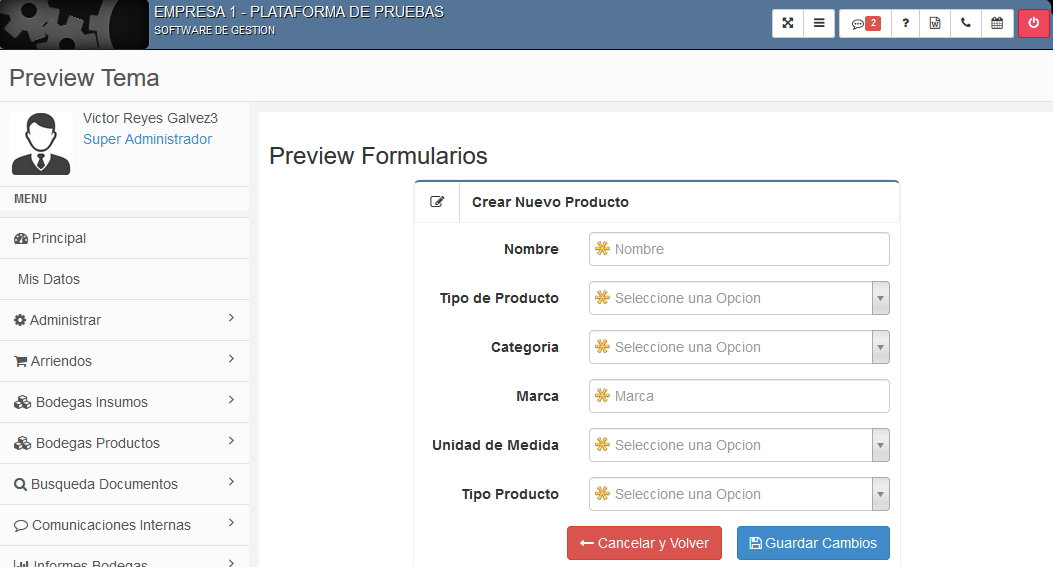 EMPRESA 1 - PLATAFORMA DE PRUEBAS
SOFTWARE DE GESTION
2
?
W
Preview Tema
Victor Reyes Galvez3
Super Administrador
MENU
Principal
Mis Datos
Administrar
Arriendos
Bodegas Insumos
Bodegas Productos
Busqueda Documentos
Comunicaciones Internas
Informes Bodegas
Preview Formularios
Crear Nuevo Producto
Nombre Nombre
Tipo de Producto Seleccione una Opcion
Categoria Seleccione una Opcion
Marca Marca
Unidad de Medida Seleccione una Opcion
Tipo Producto Seleccione una Opcion
Cancelar y Volver Guardar Cambios